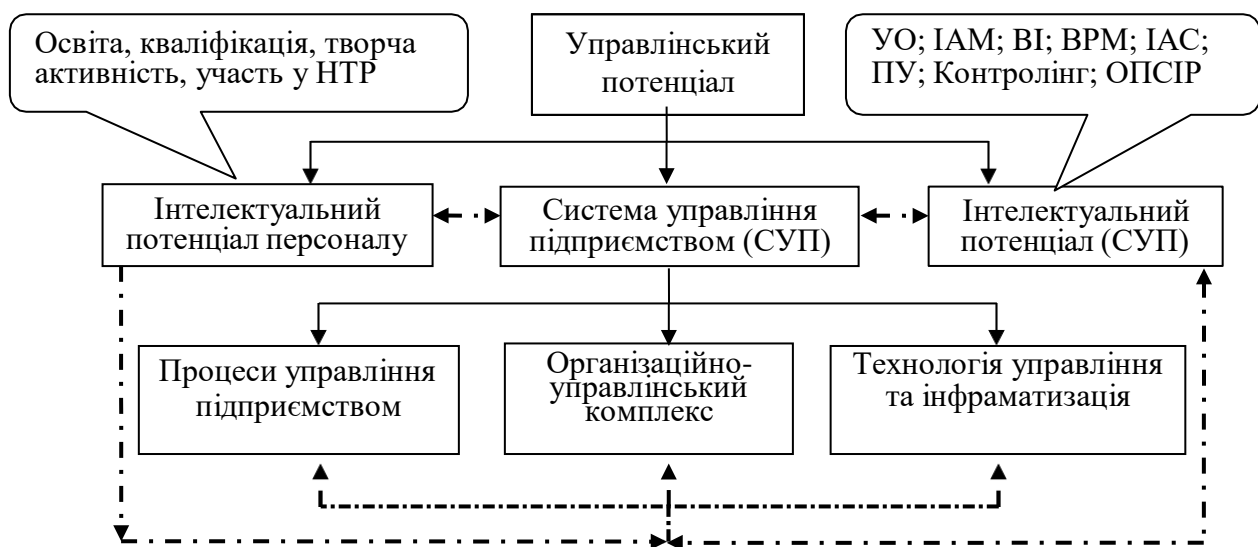 Освіта, кваліфікація, творча
активність, участь у НТР
Управлінський
потенціал
УО; ІАМ; ВІ; ВРМ; ІАС;
ПУ; Контролінг; ОПСІР
Інтелектуальний
потенціал персоналу
Система управління
підприємством (СУП)
Інтелектуальний
потенціал (СУП)
Процеси управління
підприємством
Організаційно-
управлінський
комплекс
Технологія управління
та інфраматизація